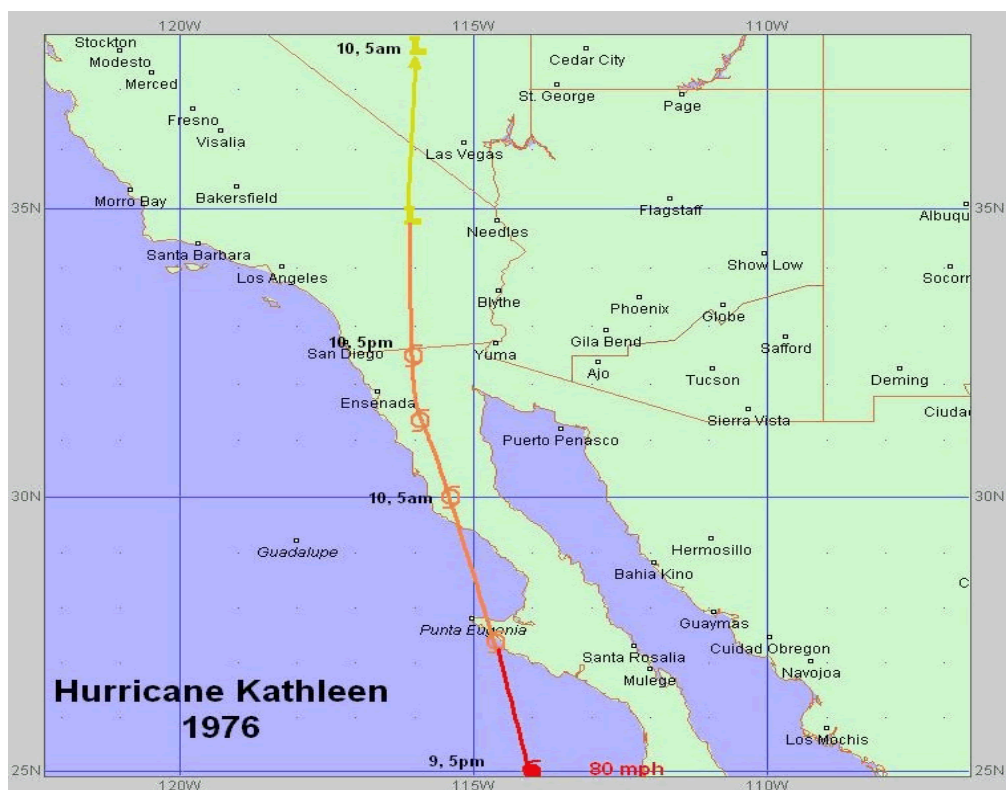 120W 115W 110W
Stockton
Modesto
Merced
10, 5am
Cedar City
St. George
Page
Fresno
Visalia
Las Vegas
Bakersfield
Morro Bay
35N 35N
Flagstaff
Albuqu
Needles
Santa Barbara
Los Angeles
Show Low
Socorr
Blythe
Phoenix
Globe
10, 5pm
San Diego
Yuma
Gila Bend
Safford
Ajo
Tucson
Deming
Ensenada
Sierra Vista
Ciudad
Puerto Penasco
30N 30N
10, 5am
Guadalupe
Hermosillo
Bahia Kino
C
Guaymas
Punta Eugonia
Cuidad Obregon
Santa Rosalia
Navojoa
Mulege
Hurricane Kathleen
1976
Los Mochis
9, 5pm
80 mph
25N 25N
120W 115W 110W